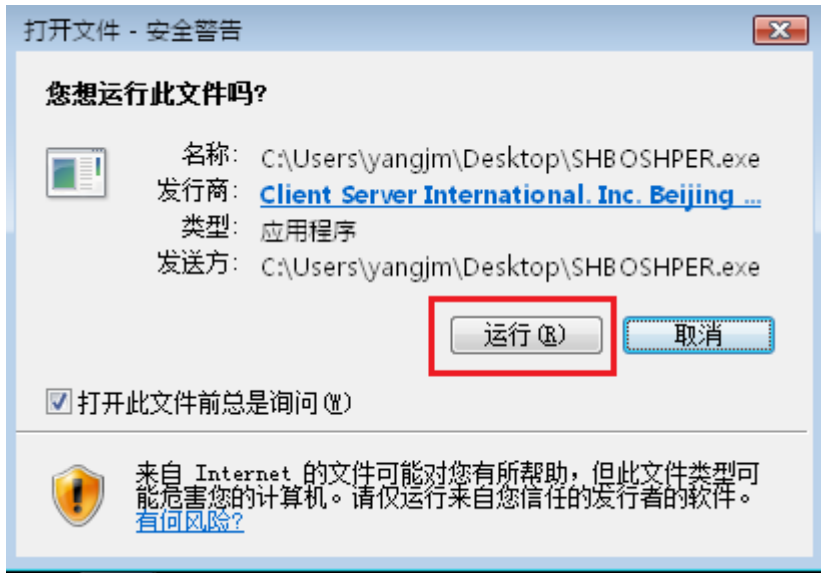 打开文件 - 安全警告
您想运行此文件吗?
名称: C:\Users\yangjm\Desktop\SHBOSHPER.exe
发行商: Client Server International. Inc. Beijing ...
类型: 应用程序
发送方: C:\Users\yangjm\Desktop\SHBOSHPER.exe
运行(R) 取消
打开此文件前总是询问(W)
来自 Internet 的文件可能对您有所帮助，但此文件类型可
能危害您的计算机。请仅运行来自您信任的发行者的软件。
有何风险?